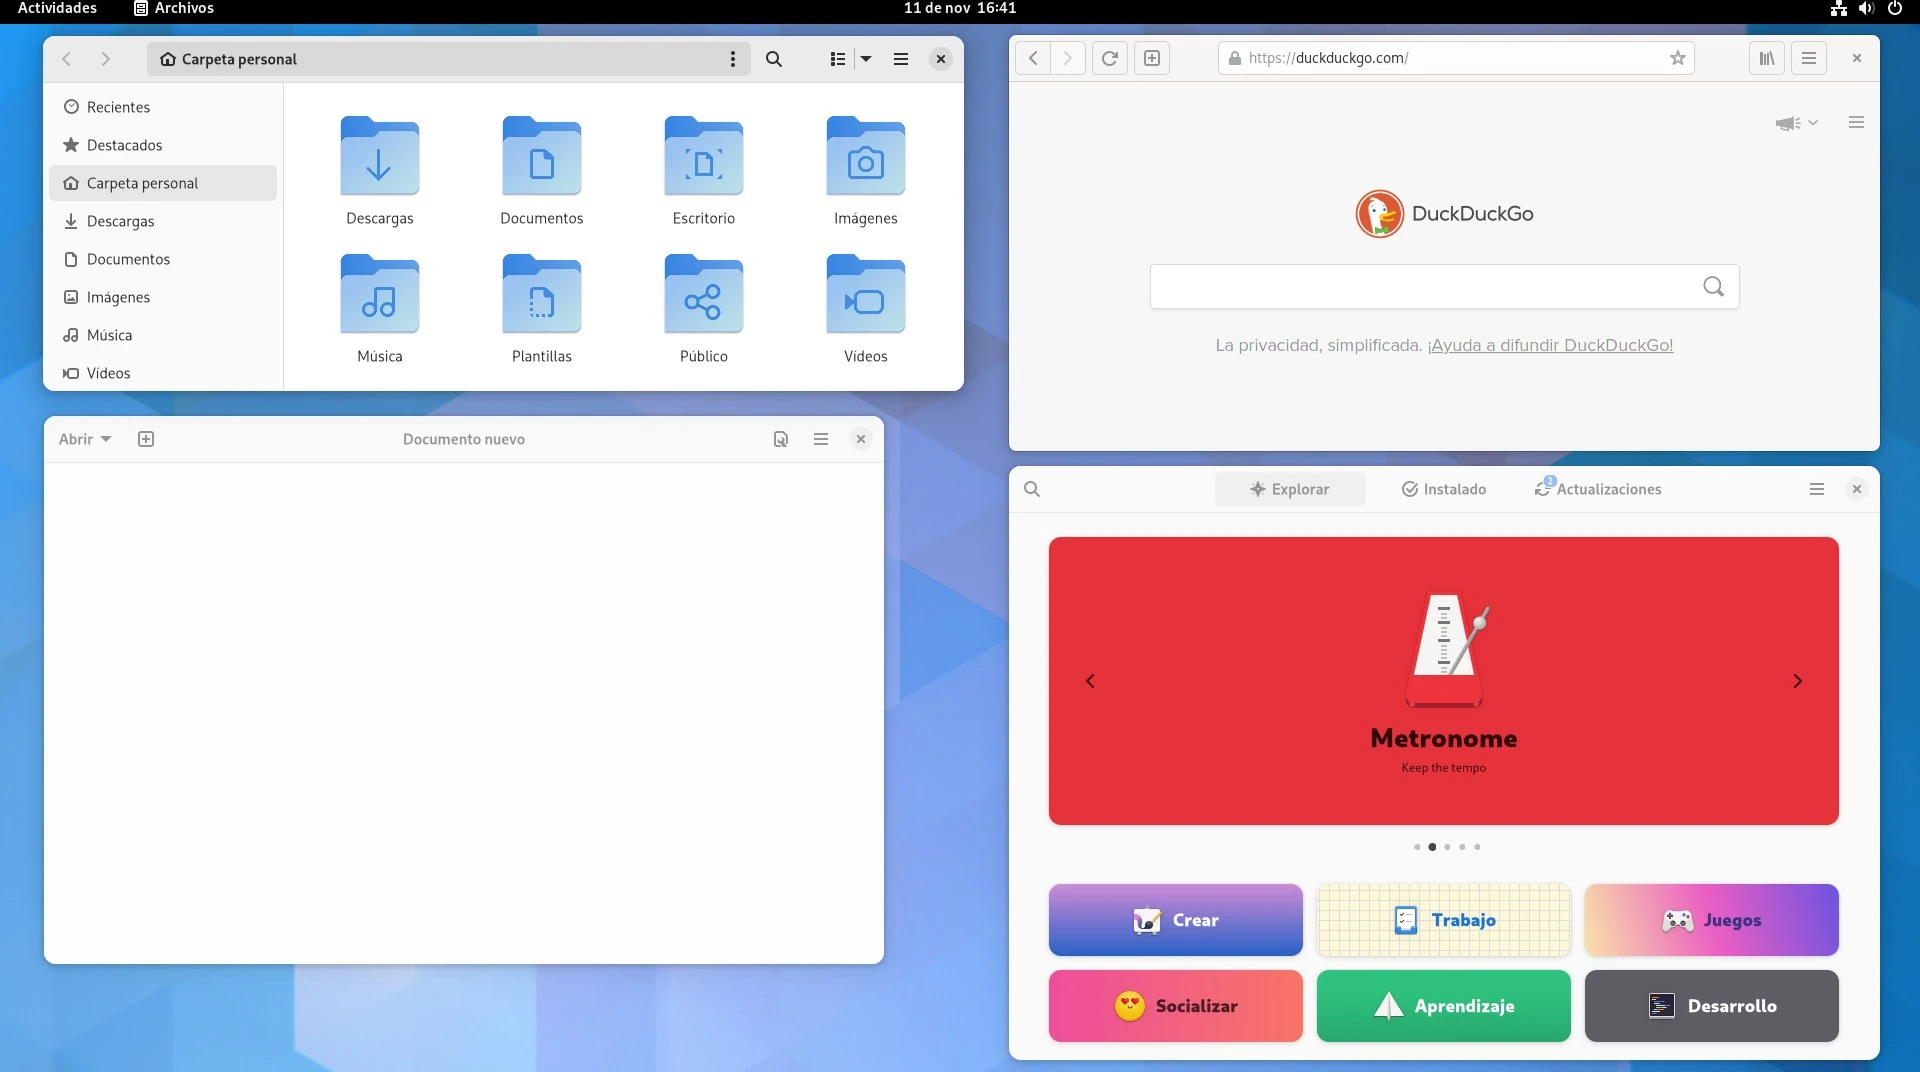 Actividades
Archivos
11 de nov 16:41
Carpeta personal
Recientes
Destacados
Carpeta personal
Descargas
Documentos
Imágenes
Música
Vídeos
Descargas
Documentos
Escritorio
Imágenes
Música
Plantillas
Público
Vídeos
https://duckduckgo.com/
DuckDuckGo
La privacidad, simplificada. ¡Ayuda a difundir DuckDuckGo!
Abrir
Documento nuevo
Explorar
Instalado
2
Actualizaciones
Metronome
Keep the tempo
Crear
Trabajo
Juegos
Socializar
Aprendizaje
Desarrollo